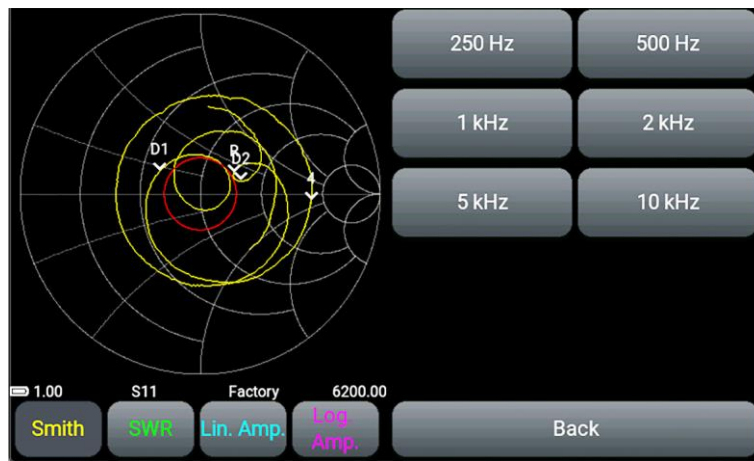 250 Hz
500 Hz
1 kHz
2 kHz
5 kHz
10 kHz
D1
R
D2
4
1.00
S11
Factory
6200.00
Smith
SWR
Lin. Amp.
Log
Amp.
Back